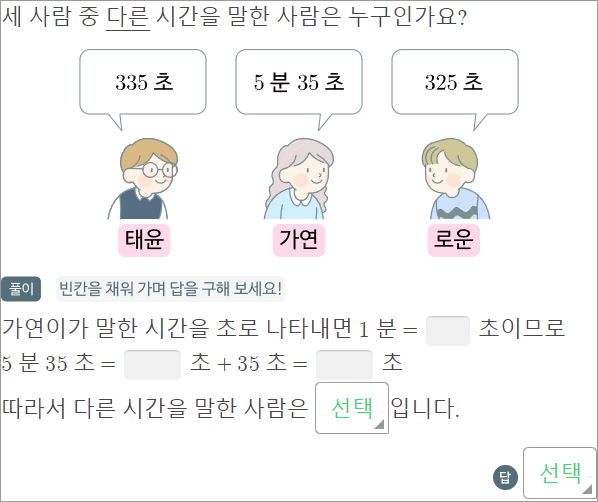 세 사람 중 다른 시간을 말한 사람은 누구인가요?
335 초
5 분 35 초
325 초
태윤
가연
로운
풀이 빈칸을 채워 가며 답을 구해 보세요!
가연이가 말한 시간을 초로 나타내면 1 분 = 초이므로
5 분 35 초 = 초 + 35 초 = 초
따라서 다른 시간을 말한 사람은 선택 입니다.
답 선택